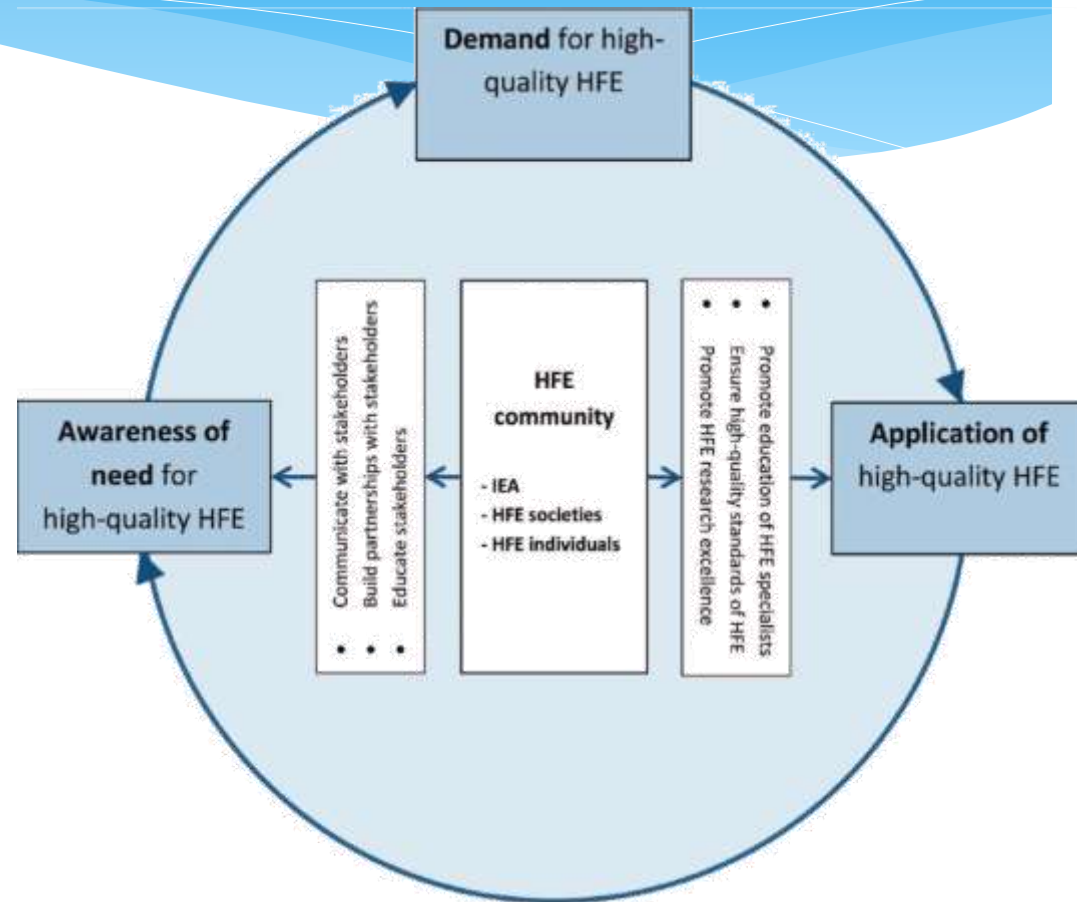 Demand for high-
quality HFE
Awareness of
need for
high-quality HFE
• Communicate with stakeholders
• Build partnerships with stakeholders
• Educate stakeholders
HFE
community
- IEA
- HFE societies
- HFE individuals
• Promote education of HFE specialists
• Ensure high-quality standards of HFE
• Promote HFE research excellence
Application of
high-quality HFE